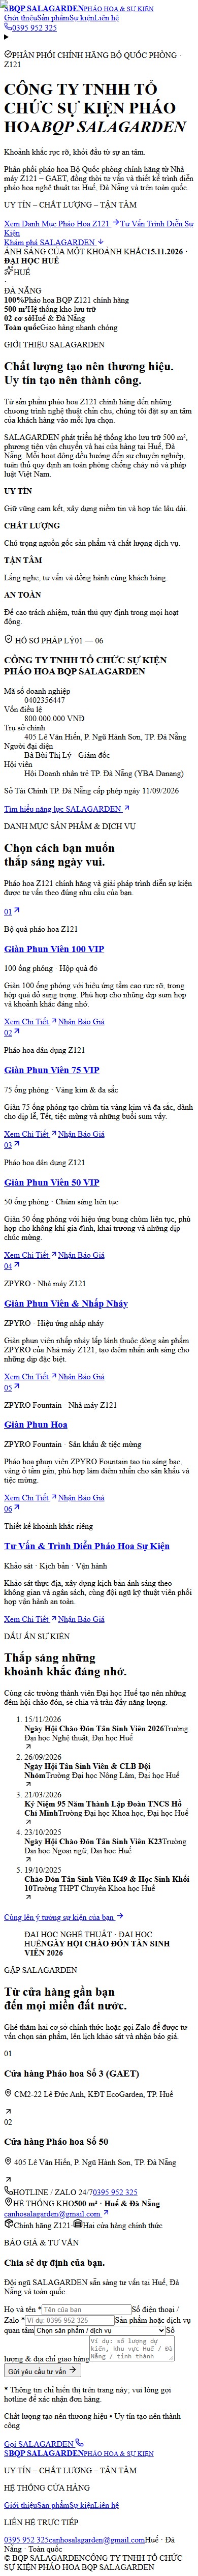 SBQP SALAGARDENPHÁO HOA & SỰ KIỆN
Giới thiệuSản phẩmSự kiệnLiên hệ
0395 952 325
PHÂN PHỐI CHÍNH HÃNG BỘ QUỐC PHÒNG ·
Z121
CÔNG TY TNHH TỔ
CHỨC SỰ KIỆN PHÁO
HOABQP SALAGARDEN
Khoảnh khắc rực rỡ, khởi đầu từ sự an tâm.
Phân phối pháo hoa Bộ Quốc phòng chính hãng từ Nhà
máy Z121 – GAET, đồng thời tư vấn và thiết kế trình diễn
pháo hoa nghệ thuật tại Huế, Đà Nẵng và trên toàn quốc.
UY TÍN – CHẤT LƯỢNG – TẬN TÂM
Xem Danh Mục Pháo Hoa Z121 Tư Vấn Trình Diễn Sự
Kiện
Khám phá SALAGARDEN
ÁNH SÁNG CỦA MỘT KHOẢNH KHẮC15.11.2026 ·
ĐẠI HỌC HUẾ
HUẾ
ĐÀ NẴNG
100%Pháo hoa BQP Z121 chính hãng
500 m²Hệ thống kho lưu trữ
02 cơ sởHuế & Đà Nẵng
Toàn quốcGiao hàng nhanh chóng
GIỚI THIỆU SALAGARDEN
Chất lượng tạo nên thương hiệu.
Uy tín tạo nên thành công.
Từ sản phẩm pháo hoa Z121 chính hãng đến những
chương trình nghệ thuật chỉn chu, chúng tôi đặt sự an tâm
của khách hàng vào mỗi lựa chọn.
SALAGARDEN phát triển hệ thống kho lưu trữ 500 m²,
phương tiện vận chuyển và hai cửa hàng tại Huế, Đà
Nẵng. Mỗi hoạt động đều hướng đến sự chuyên nghiệp,
tuân thủ quy định an toàn phòng chống cháy nổ và pháp
luật Việt Nam.
UY TÍN
Giữ vững cam kết, xây dựng niềm tin và hợp tác lâu dài.
CHẤT LƯỢNG
Chú trọng nguồn gốc sản phẩm và chất lượng dịch vụ.
TẬN TÂM
Lắng nghe, tư vấn và đồng hành cùng khách hàng.
AN TOÀN
Đề cao trách nhiệm, tuân thủ quy định trong mọi hoạt
động.
HỒ SƠ PHÁP LÝ01 — 06
CÔNG TY TNHH TỔ CHỨC SỰ KIỆN
PHÁO HOA BQP SALAGARDEN
Mã số doanh nghiệp
0402356447
Vốn điều lệ
800.000.000 VNĐ
Trụ sở chính
405 Lê Văn Hiến, P. Ngũ Hành Sơn, TP. Đà Nẵng
Người đại diện
Bà Bùi Thị Lý · Giám đốc
Hội viên
Hội Doanh nhân trẻ TP. Đà Nẵng (YBA Danang)
Sở Tài Chính TP. Đà Nẵng cấp phép ngày 11/09/2026
Tìm hiểu năng lực SALAGARDEN
DANH MỤC SẢN PHẨM & DỊCH VỤ
Chọn cách bạn muốn
thắp sáng ngày vui.
Pháo hoa Z121 chính hãng và giải pháp trình diễn sự kiện
được tư vấn theo đúng nhu cầu của bạn.
01
Bộ quà pháo hoa Z121
Giàn Phun Viên 100 VIP
100 ống phóng · Hộp quà đỏ
Giàn 100 ống phóng với hiệu ứng tầm cao rực rỡ, trong
hộp quà đỏ sang trọng. Phù hợp cho những dịp sum họp
và khoảnh khắc đáng nhớ.
Xem Chi Tiết Nhận Báo Giá
02
Pháo hoa dân dụng Z121
Giàn Phun Viên 75 VIP
75 ống phóng · Vàng kim & đa sắc
Giàn 75 ống phóng tạo chùm tia vàng kim và đa sắc, dành
cho dịp lễ, Tết, tiệc mừng và những buổi sum vầy.
Xem Chi Tiết Nhận Báo Giá
03
Pháo hoa dân dụng Z121
Giàn Phun Viên 50 VIP
50 ống phóng · Chùm sáng liên tục
Giàn 50 ống phóng với hiệu ứng bung chùm liên tục, phù
hợp cho không khí gia đình, khai trương và những dịp
chúc mừng.
Xem Chi Tiết Nhận Báo Giá
04
ZPYRO · Nhà máy Z121
Giàn Phun Viên & Nhấp Nháy
ZPYRO · Hiệu ứng nhấp nháy
Giàn phun viên nhấp nháy lấp lánh thuộc dòng sản phẩm
ZPYRO của Nhà máy Z121, tạo điểm nhấn ánh sáng cho
những dịp đặc biệt.
Xem Chi Tiết Nhận Báo Giá
05
ZPYRO Fountain · Nhà máy Z121
Giàn Phun Hoa
ZPYRO Fountain · Sân khấu & tiệc mừng
Pháo hoa phun viên ZPYRO Fountain tạo tia sáng bạc,
vàng ở tầm gần, phù hợp làm điểm nhấn cho sân khấu và
tiệc mừng.
Xem Chi Tiết Nhận Báo Giá
06
Thiết kế khoảnh khắc riêng
Tư Vấn & Trình Diễn Pháo Hoa Sự Kiện
Khảo sát · Kịch bản · Vận hành
Khảo sát thực địa, xây dựng kịch bản ánh sáng theo
không gian và ngân sách, cùng đội ngũ kỹ thuật viên phối
hợp vận hành an toàn.
Xem Chi Tiết Nhận Báo Giá
DẤU ẤN SỰ KIỆN
Thắp sáng những
khoảnh khắc đáng nhớ.
Cùng các trường thành viên Đại học Huế tạo nên những
đêm hội chào đón, sẻ chia và tràn đầy năng lượng.
1. 15/11/2026
Ngày Hội Chào Đón Tân Sinh Viên 2026Trường
Đại học Nghệ thuật, Đại học Huế
2. 26/09/2026
Ngày Hội Tân Sinh Viên & CLB Đội
NhómTrường Đại học Nông Lâm, Đại học Huế
3. 21/03/2026
Kỷ Niệm 95 Năm Thành Lập Đoàn TNCS Hồ
Chí MinhTrường Đại học Khoa học, Đại học Huế
4. 23/10/2025
Ngày Hội Chào Đón Tân Sinh Viên K23Trường
Đại học Ngoại ngữ, Đại học Huế
5. 19/10/2025
Chào Đón Tân Sinh Viên K49 & Học Sinh Khối
10Trường THPT Chuyên Khoa học Huế
Cùng lên ý tưởng sự kiện của bạn
ĐẠI HỌC NGHỆ THUẬT · ĐẠI HỌC
HUẾNGÀY HỘI CHÀO ĐÓN TÂN SINH
VIÊN 2026
GẶP SALAGARDEN
Từ cửa hàng gần bạn
đến mọi miền đất nước.
Ghé thăm hai cơ sở chính thức hoặc gọi Zalo để được tư
vấn chọn sản phẩm, lên lịch khảo sát và nhận báo giá.
01
Cửa hàng Pháo hoa Số 3 (GAET)
CM2-22 Lê Đức Anh, KĐT EcoGarden, TP. Huế
02
Cửa hàng Pháo hoa Số 50
405 Lê Văn Hiến, P. Ngũ Hành Sơn, TP. Đà Nẵng
HOTLINE / ZALO 24/70395 952 325
HỆ THỐNG KHO500 m² · Huế & Đà Nẵng
canhosalagarden@gmail.com
Chính hãng Z121 Hai cửa hàng chính thức
BÁO GIÁ & TƯ VẤN
Chia sẻ dự định của bạn.
Đội ngũ SALAGARDEN sẵn sàng tư vấn tại Huế, Đà
Nẵng và toàn quốc.
Họ và tên *Tên của bạnSố điện thoại /
Zalo *Ví dụ: 0395 952 325Sản phẩm hoặc dịch vụ
quan tâmChọn sản phẩm / dịch vụSố
lượng & địa chỉ giao hàngVí dụ: số lượng dự kiến, khu vực Huế / Đà Nẵng / tỉnh thành
Gửi yêu cầu tư vấn
* Thông tin chỉ hiển thị trên trang này; vui lòng gọi
hotline để xác nhận đơn hàng.
Chất lượng tạo nên thương hiệu • Uy tín tạo nên thành
công
Gọi SALAGARDEN
SBQP SALAGARDENPHÁO HOA & SỰ KIỆN
UY TÍN – CHẤT LƯỢNG – TẬN TÂM
HỆ THỐNG CỬA HÀNG
Giới thiệuSản phẩmSự kiệnLiên hệ
LIÊN HỆ TRỰC TIẾP
0395 952 325canhosalagarden@gmail.comHuế · Đà
Nẵng · Toàn quốc
© BQP SALAGARDENCÔNG TY TNHH TỔ CHỨC
SỰ KIỆN PHÁO HOA BQP SALAGARDEN